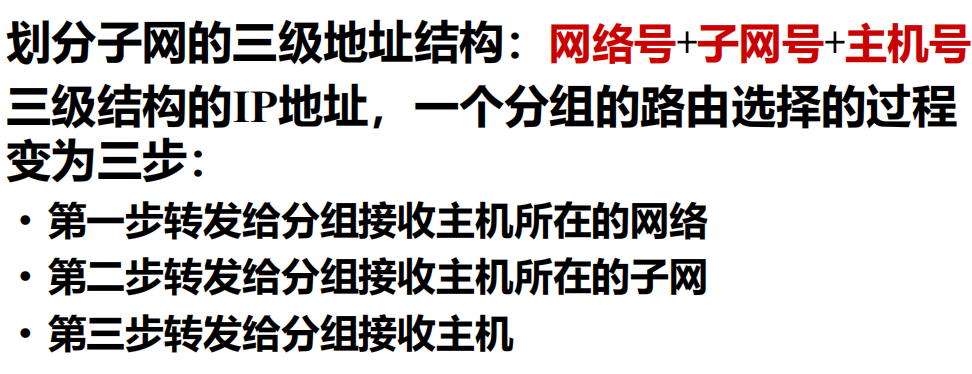 划分子网的三级地址结构：网络号+子网号+主机号
三级结构的IP地址，一个分组的路由选择的过程
变为三步：
• 第一步转发给分组接收主机所在的网络
• 第二步转发给分组接收主机所在的子网
• 第三步转发给分组接收主机